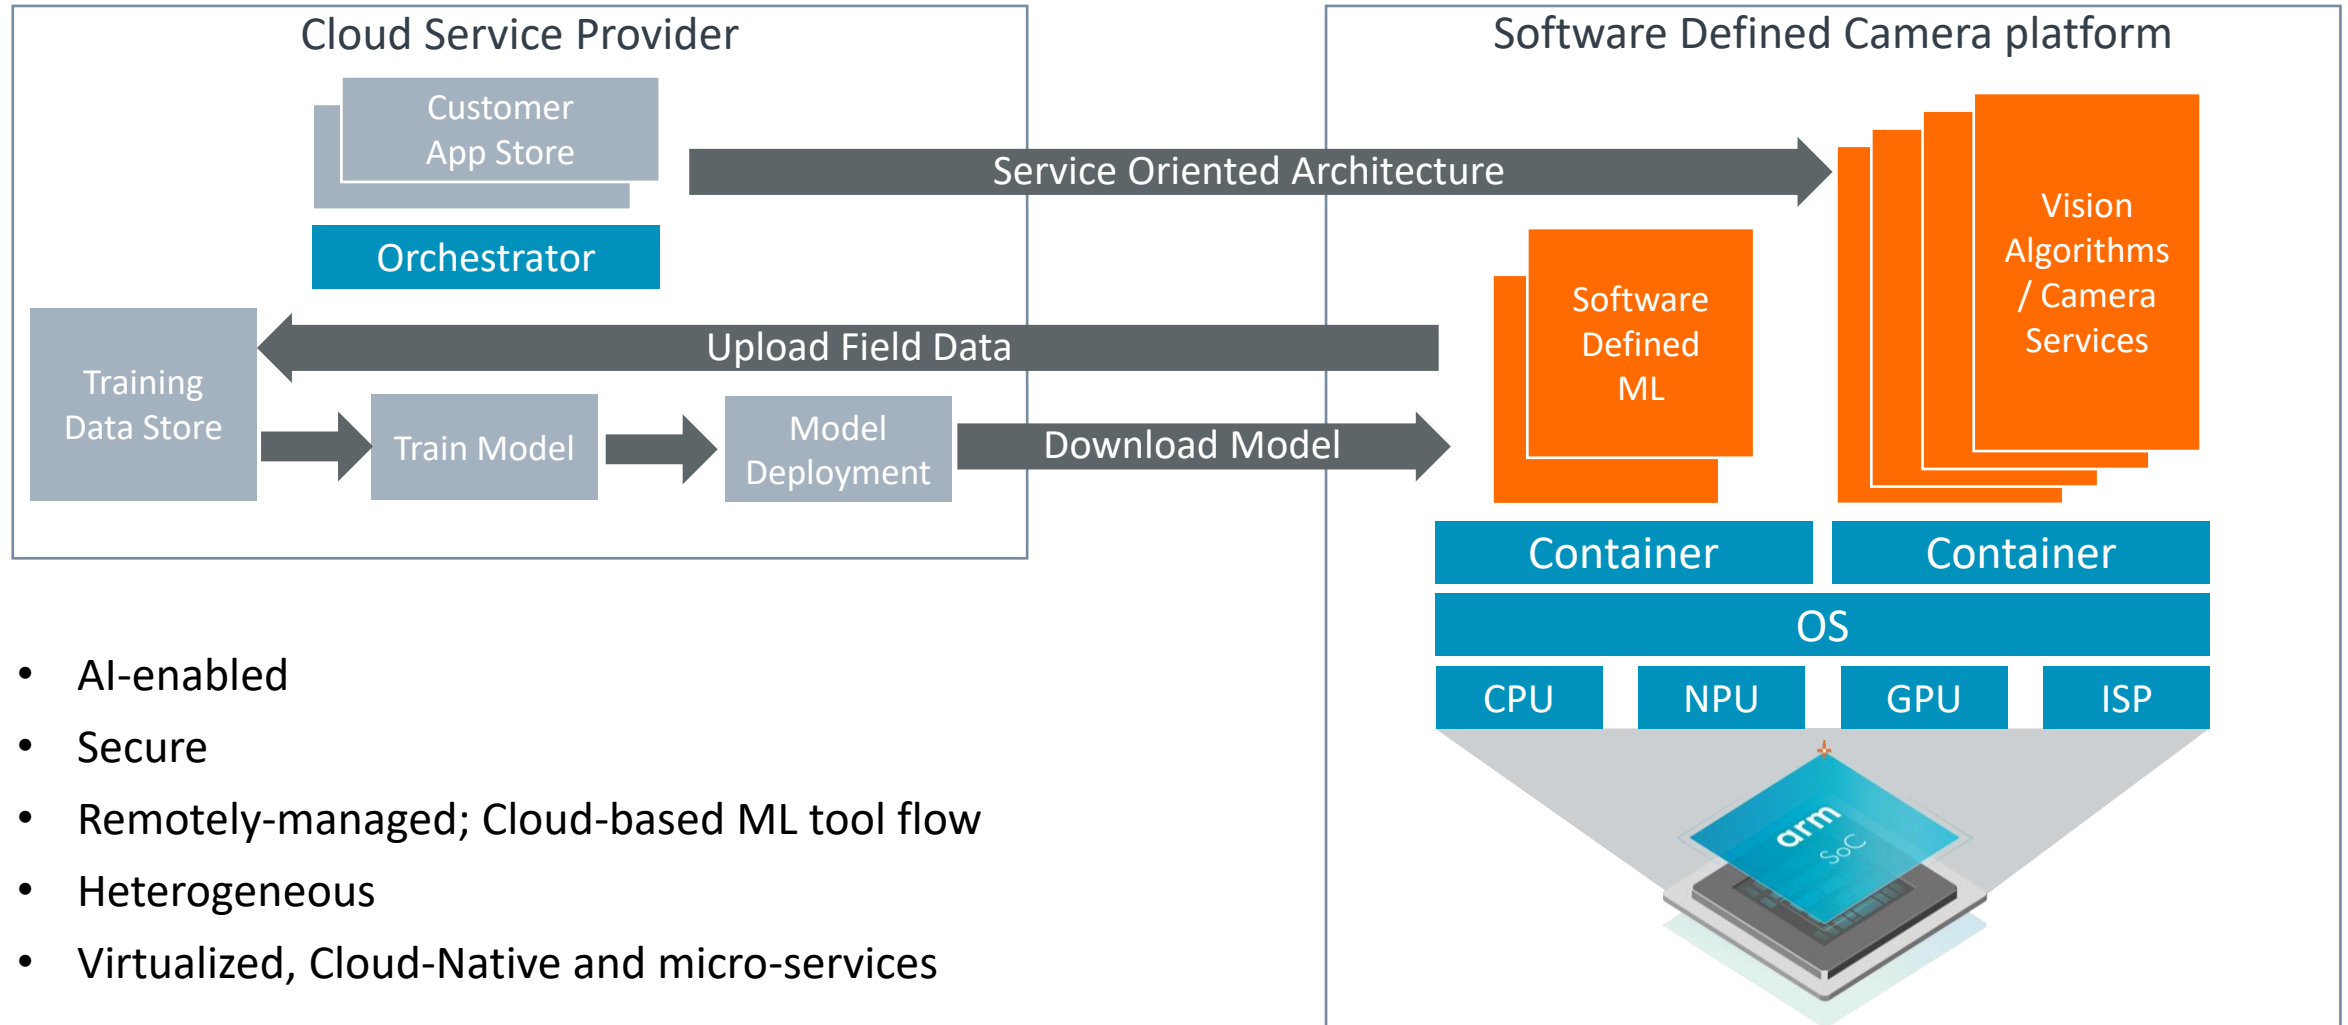 Cloud Service Provider
Customer
App Store
Orchestrator
Service Oriented Architecture
Upload Field Data
Training
Data Store
Train Model
Model
Deployment
Download Model
Software Defined Camera platform
Software
Defined
ML
Vision
Algorithms
/ Camera
Services
Container
Container
OS
CPU
NPU
GPU
ISP
arm
SoC
• AI-enabled
• Secure
• Remotely-managed; Cloud-based ML tool flow
• Heterogeneous
• Virtualized, Cloud-Native and micro-services